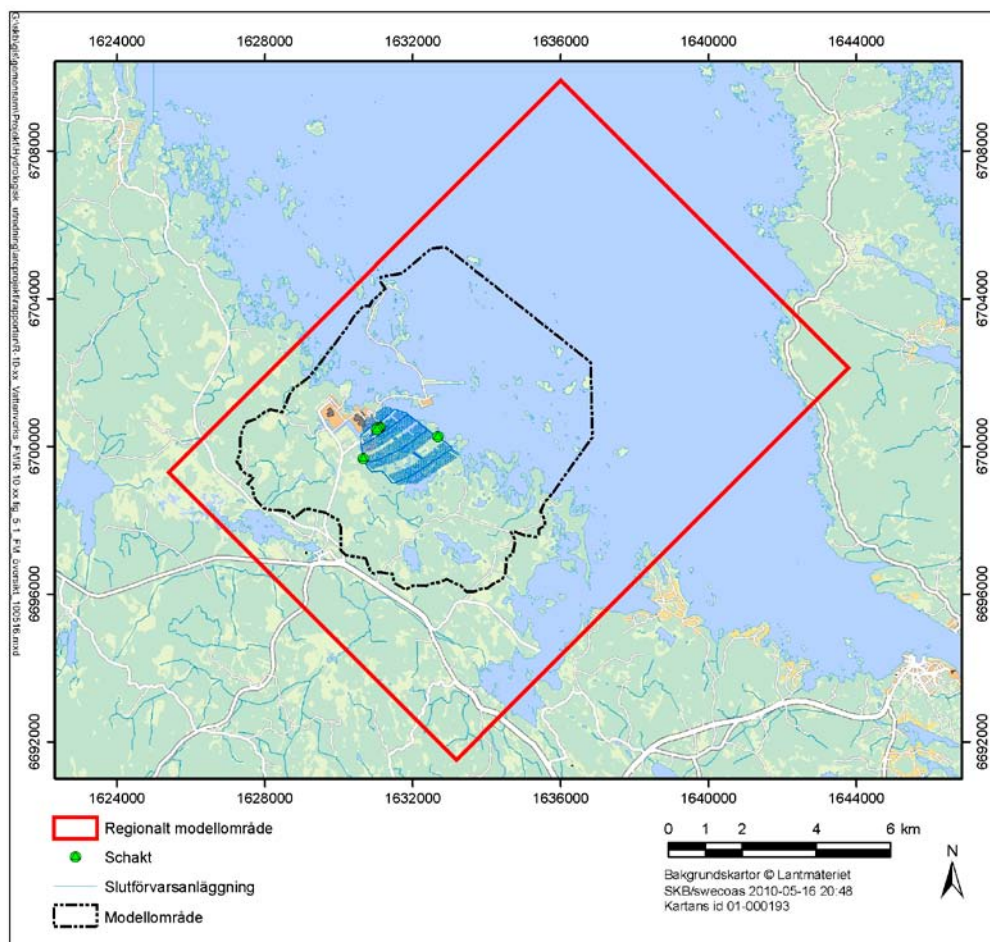 1624000 1628000 1632000 1636000 1640000 1644000
6708000 6708000
6704000 6704000
6700000 6700000
6696000 6696000
6692000 6692000
1624000 1628000 1632000 1636000 1640000 1644000
Regionalt modellområde
Schakt
Slutförvarsanläggning
Modellområde
0 1 2 4 6 km
Bakgrundskartor © Lantmäteriet
SKB/swecoas 2010-05-16 20:48
Kartans id 01-000193
N